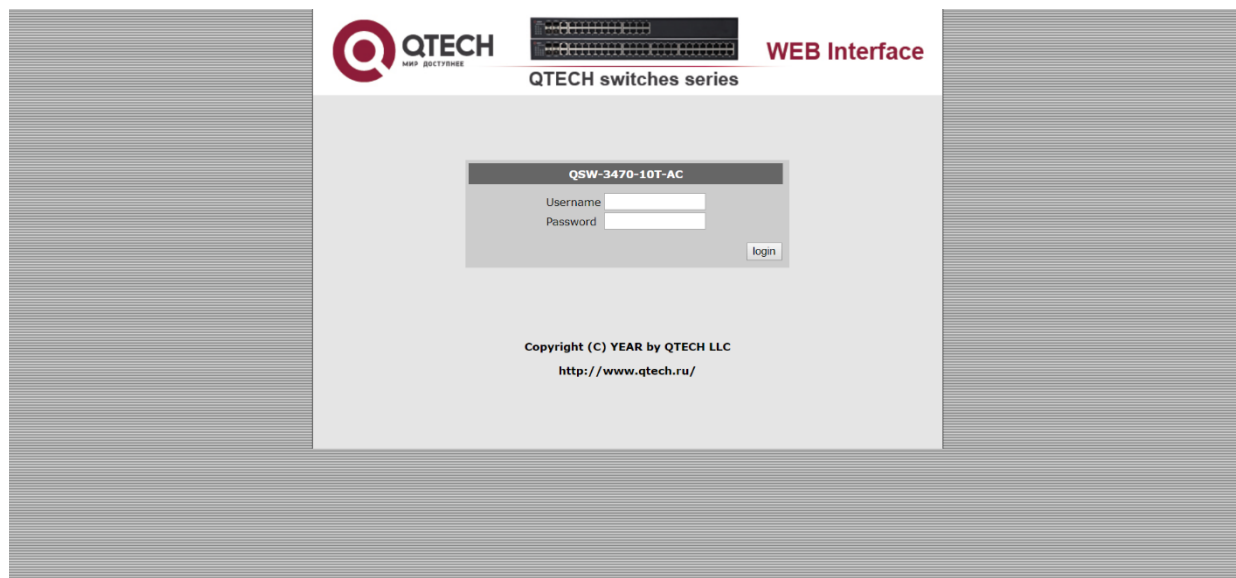 QTECH
МИР ДОСТУПНЕЕ
QTECH switches series
WEB Interface
QSW-3470-10T-AC
Username
Password
login
Copyright (C) YEAR by QTECH LLC
http://www.qtech.ru/